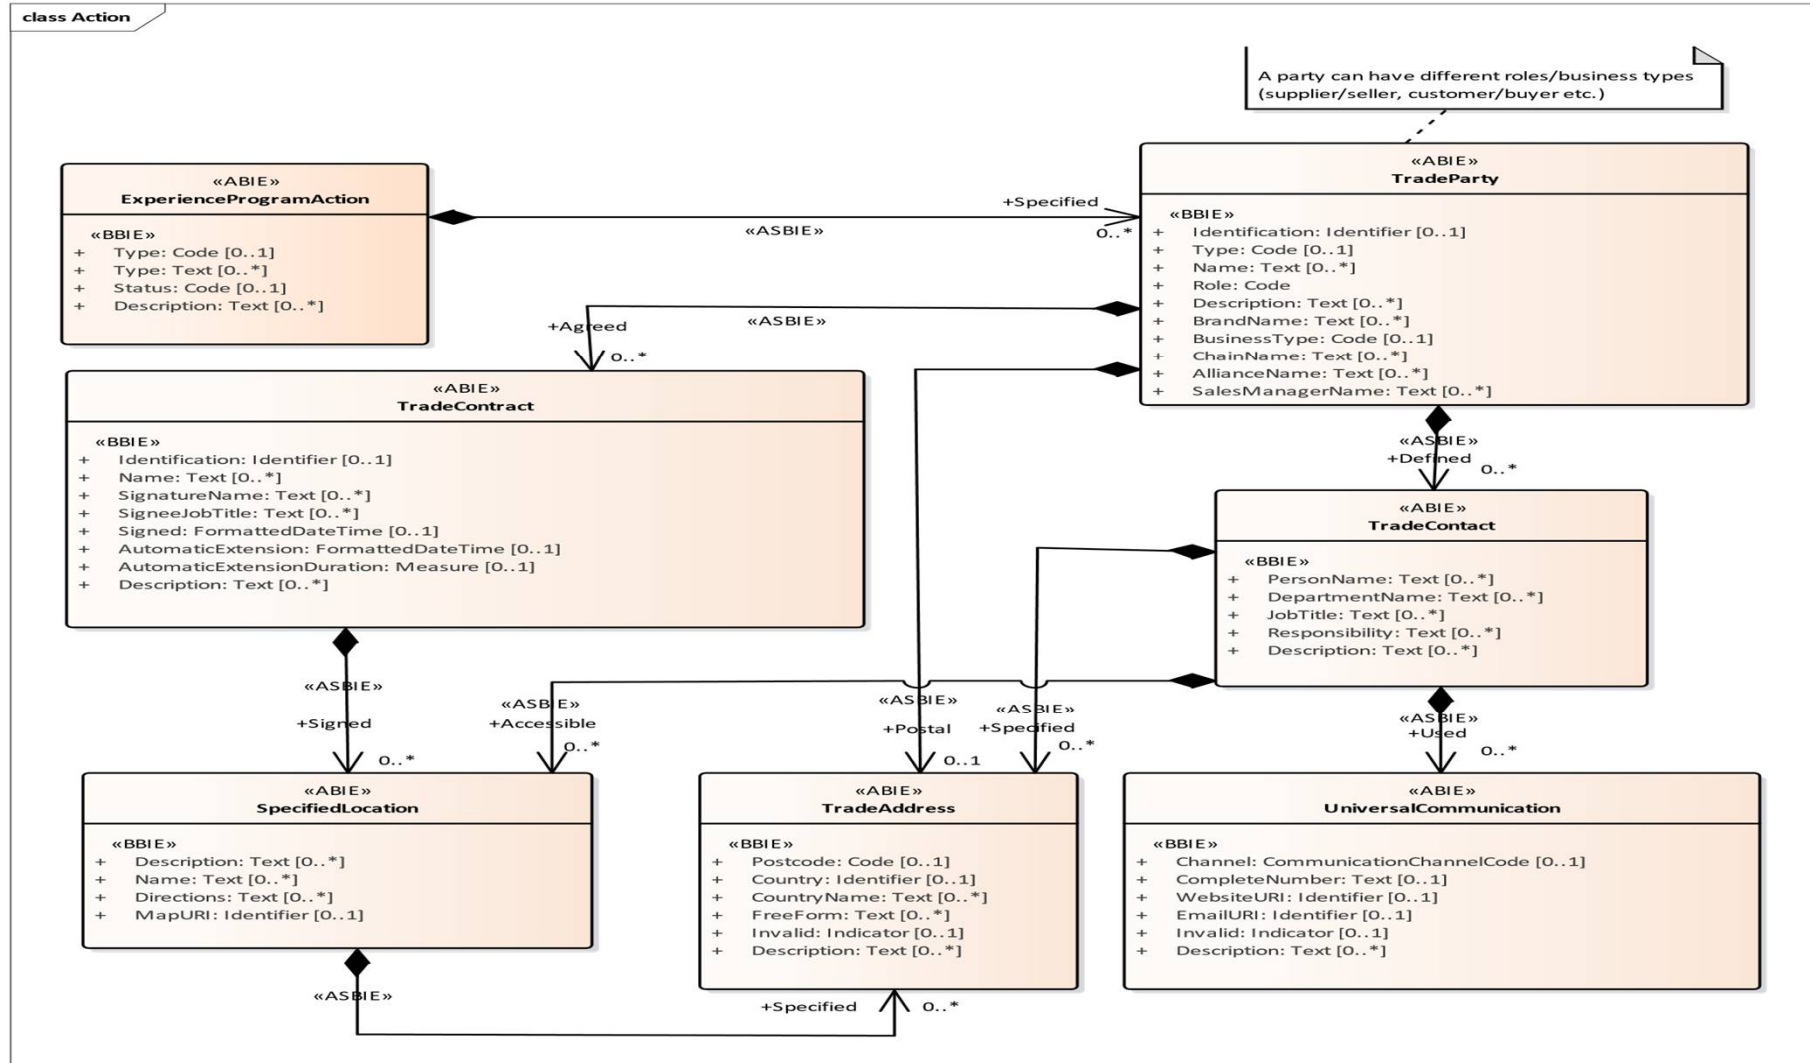 class Action
A party can have different roles/business types
(supplier/seller, customer/buyer etc.)
«ABIE»
ExperienceProgramAction
«BBIE»
+ Type: Code [0..1]
+ Type: Text [0..*]
+ Status: Code [0..1]
+ Description: Text [0..*]
+Specified
«ASBIE»
0..*
«ABIE»
TradeParty
«BBIE»
+ Identification: Identifier [0..1]
+ Type: Code [0..1]
+ Name: Text [0..*]
+ Role: Code
+ Description: Text [0..*]
+ BrandName: Text [0..*]
+ BusinessType: Code [0..1]
+ ChainName: Text [0..*]
+ AllianceName: Text [0..*]
+ SalesManagerName: Text [0..*]
+Agreed
«ASBIE»
0..*
«ABIE»
TradeContract
«BBIE»
+ Identification: Identifier [0..1]
+ Name: Text [0..*]
+ SignatureName: Text [0..*]
+ SigneeJobTitle: Text [0..*]
+ Signed: FormattedDateTime [0..1]
+ AutomaticExtension: FormattedDateTime [0..1]
+ AutomaticExtensionDuration: Measure [0..1]
+ Description: Text [0..*]
«ASBIE»
+Defined
0..*
«ABIE»
TradeContact
«BBIE»
+ PersonName: Text [0..*]
+ DepartmentName: Text [0..*]
+ JobTitle: Text [0..*]
+ Responsibility: Text [0..*]
+ Description: Text [0..*]
«ASBIE»
+Signed
0..*
«ASBIE»
+Accessible
0..*
«ASBIE»
+Postal
0..1
«ASBIE»
+Specified
0..*
«ASBIE»
+Used
0..*
«ABIE»
SpecifiedLocation
«BBIE»
+ Description: Text [0..*]
+ Name: Text [0..*]
+ Directions: Text [0..*]
+ MapURI: Identifier [0..1]
«ABIE»
TradeAddress
«BBIE»
+ Postcode: Code [0..1]
+ Country: Identifier [0..1]
+ CountryName: Text [0..*]
+ FreeForm: Text [0..*]
+ Invalid: Indicator [0..1]
+ Description: Text [0..*]
«ABIE»
UniversalCommunication
«BBIE»
+ Channel: CommunicationChannelCode [0..1]
+ CompleteNumber: Text [0..1]
+ WebsiteURI: Identifier [0..1]
+ EmailURI: Identifier [0..1]
+ Invalid: Indicator [0..1]
+ Description: Text [0..*]
«ASBIE»
+Specified
0..*